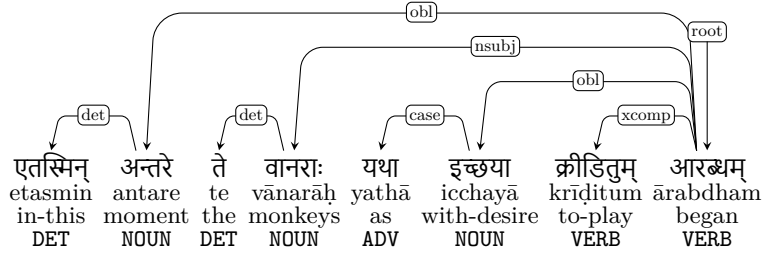 obl
root
nsubj
obl
det det case xcomp
एतस्मिन् अन्तरे ते वानराः यथा इच्छया क्रीडितुम् आरब्धम्
etasmin antare te vānarāḥ yathā icchayā krīḍitum ārabdham
in-this moment the monkeys as with-desire to-play began
DET NOUN DET NOUN ADV NOUN VERB VERB